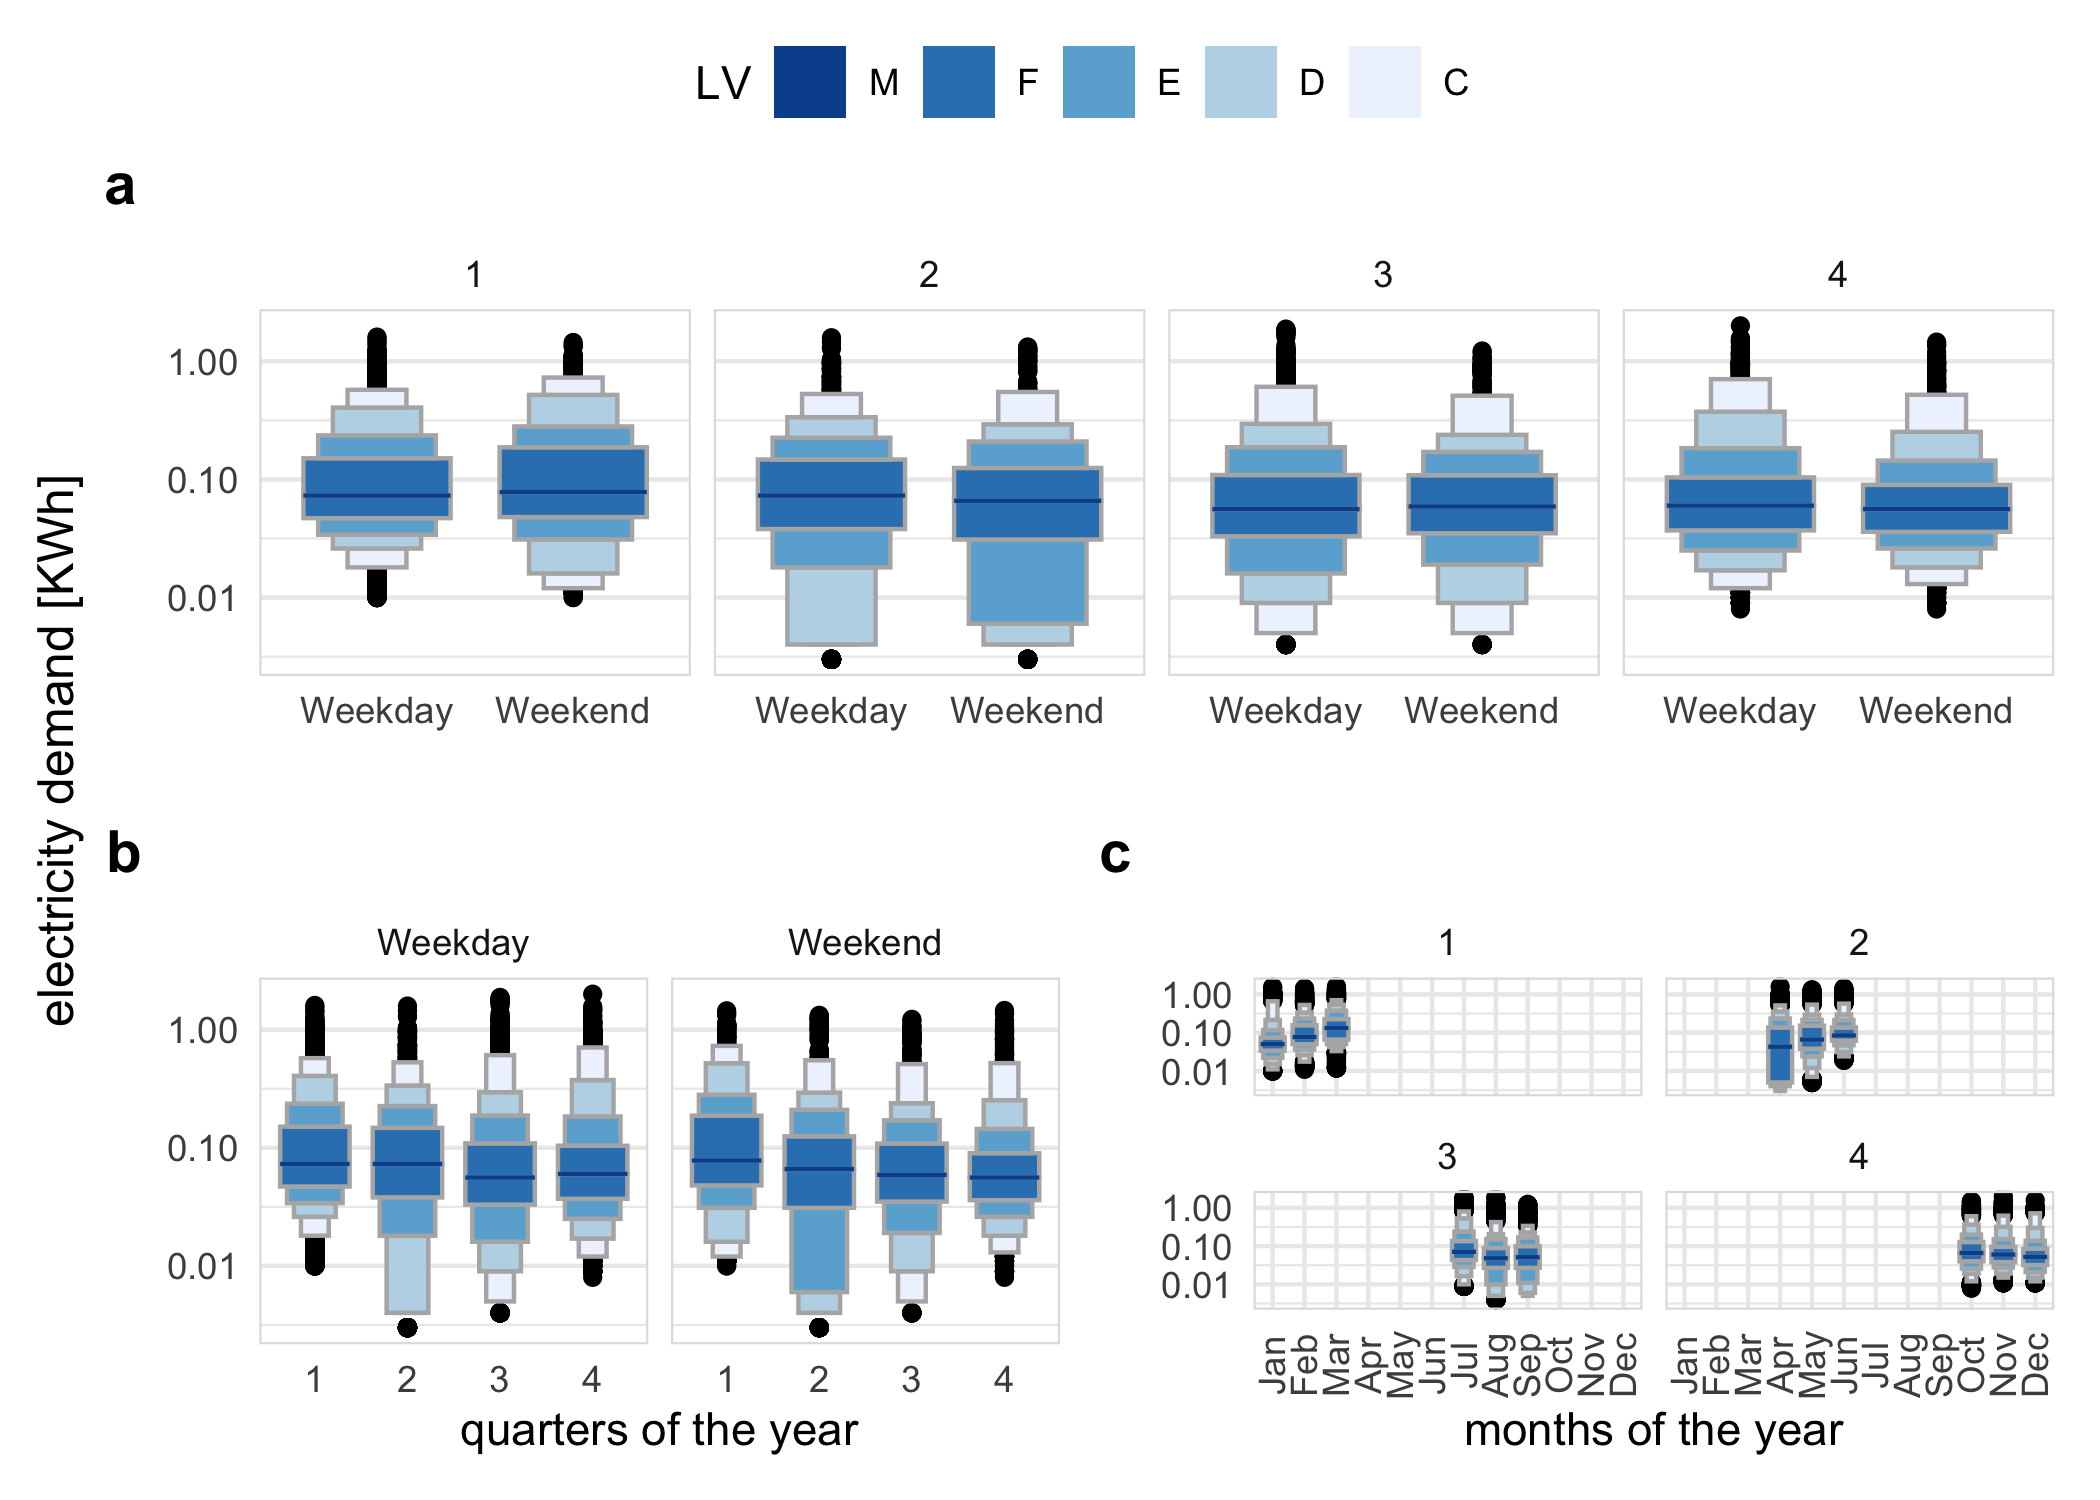 LV M F E D C
a
1 2 3 4
1.00
0.10
0.01
Weekday Weekend Weekday Weekend Weekday Weekend Weekday Weekend
electricity demand [KWh]
b
Weekday Weekend
1.00
0.10
0.01
1 2 3 4 1 2 3 4
quarters of the year
c
1 2
1.00
0.10
0.01
3 4
1.00
0.10
0.01
Jan Feb Mar Apr May Jun Jul Aug Sep Oct Nov Dec Jan Feb Mar Apr May Jun Jul Aug Sep Oct Nov Dec
months of the year